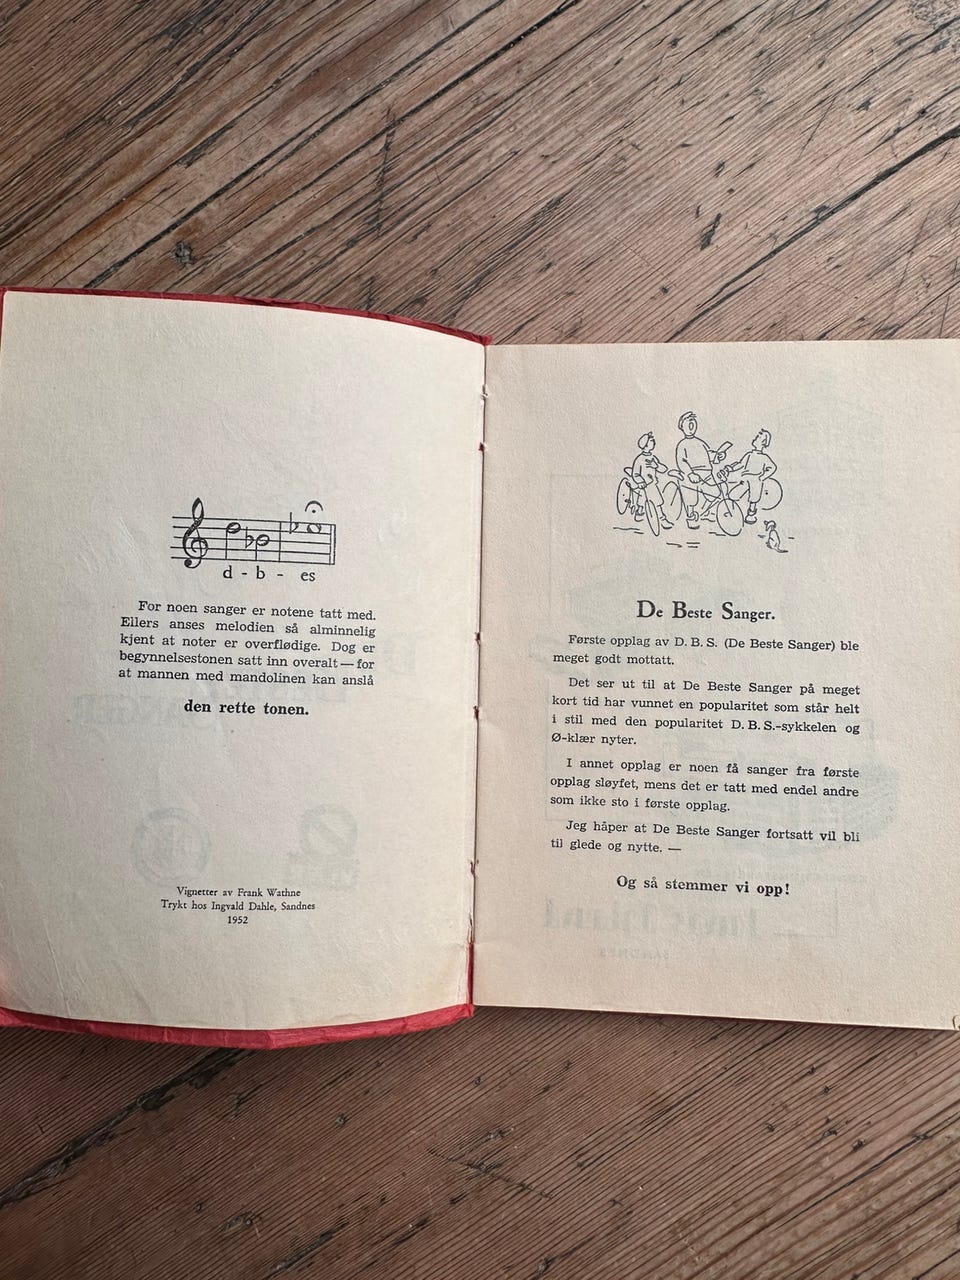 d - b - es
For noen sanger er notene tatt med.
Ellers anses melodien så alminnelig
kjent at noter er overflødige. Dog er
begynnelsestonen satt inn overalt — for
at mannen med mandolinen kan anslå
den rette tonen.
Vignetter av Frank Wathne
Trykt hos Ingvald Dahle, Sandnes
1952
De Beste Sanger.
Første opplag av D. B. S. (De Beste Sanger) ble
meget godt mottatt.
Det ser ut til at De Beste Sanger på meget
kort tid har vunnet en popularitet som står helt
i stil med den popularitet D. B. S.-sykkelen og
Ø-klær nyter.
I annet opplag er noen få sanger fra første
opplag sløyfet, mens det er tatt med endel andre
som ikke sto i første opplag.
Jeg håper at De Beste Sanger fortsatt vil bli
til glede og nytte. —
Og så stemmer vi opp!